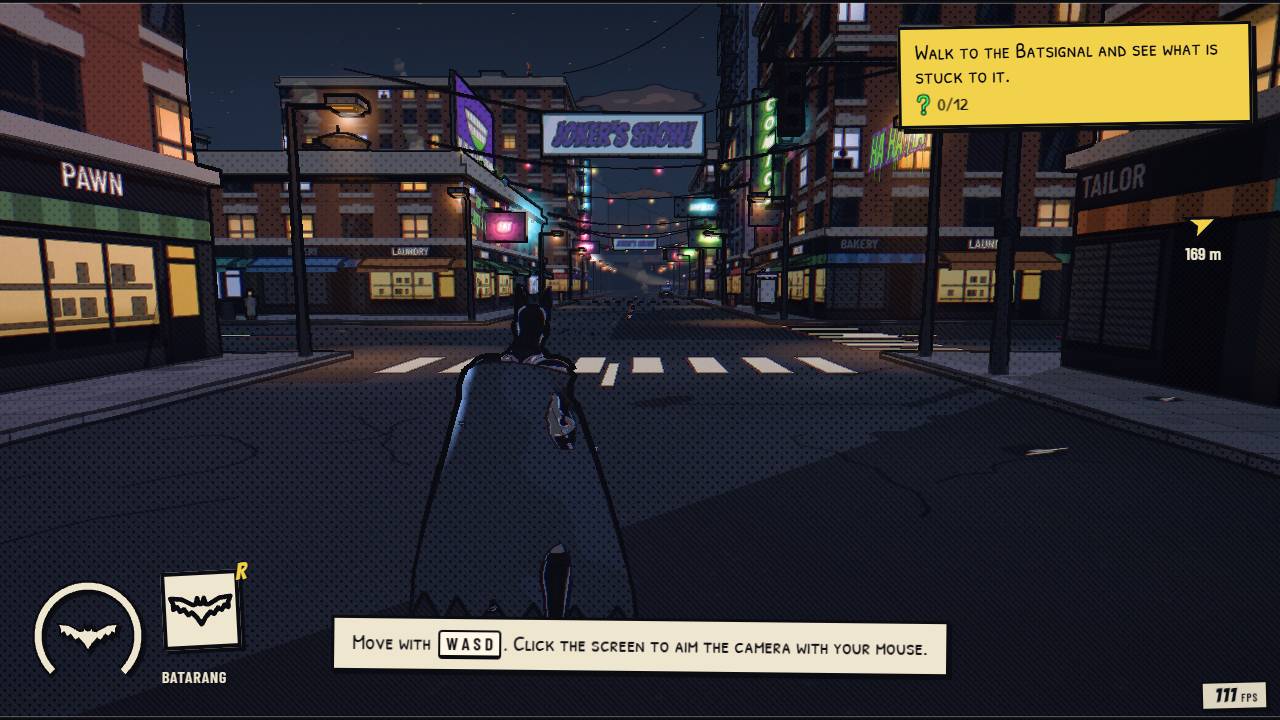 Walk to the Batsignal and see what is
stuck to it.
? 0/12
JOKER'S SHOW!
PAWN
TAILOR
169 m
LAUNDRY
BAKERY
R
BATARANG
Move with WASD. Click the screen to aim the camera with your mouse.
111 FPS